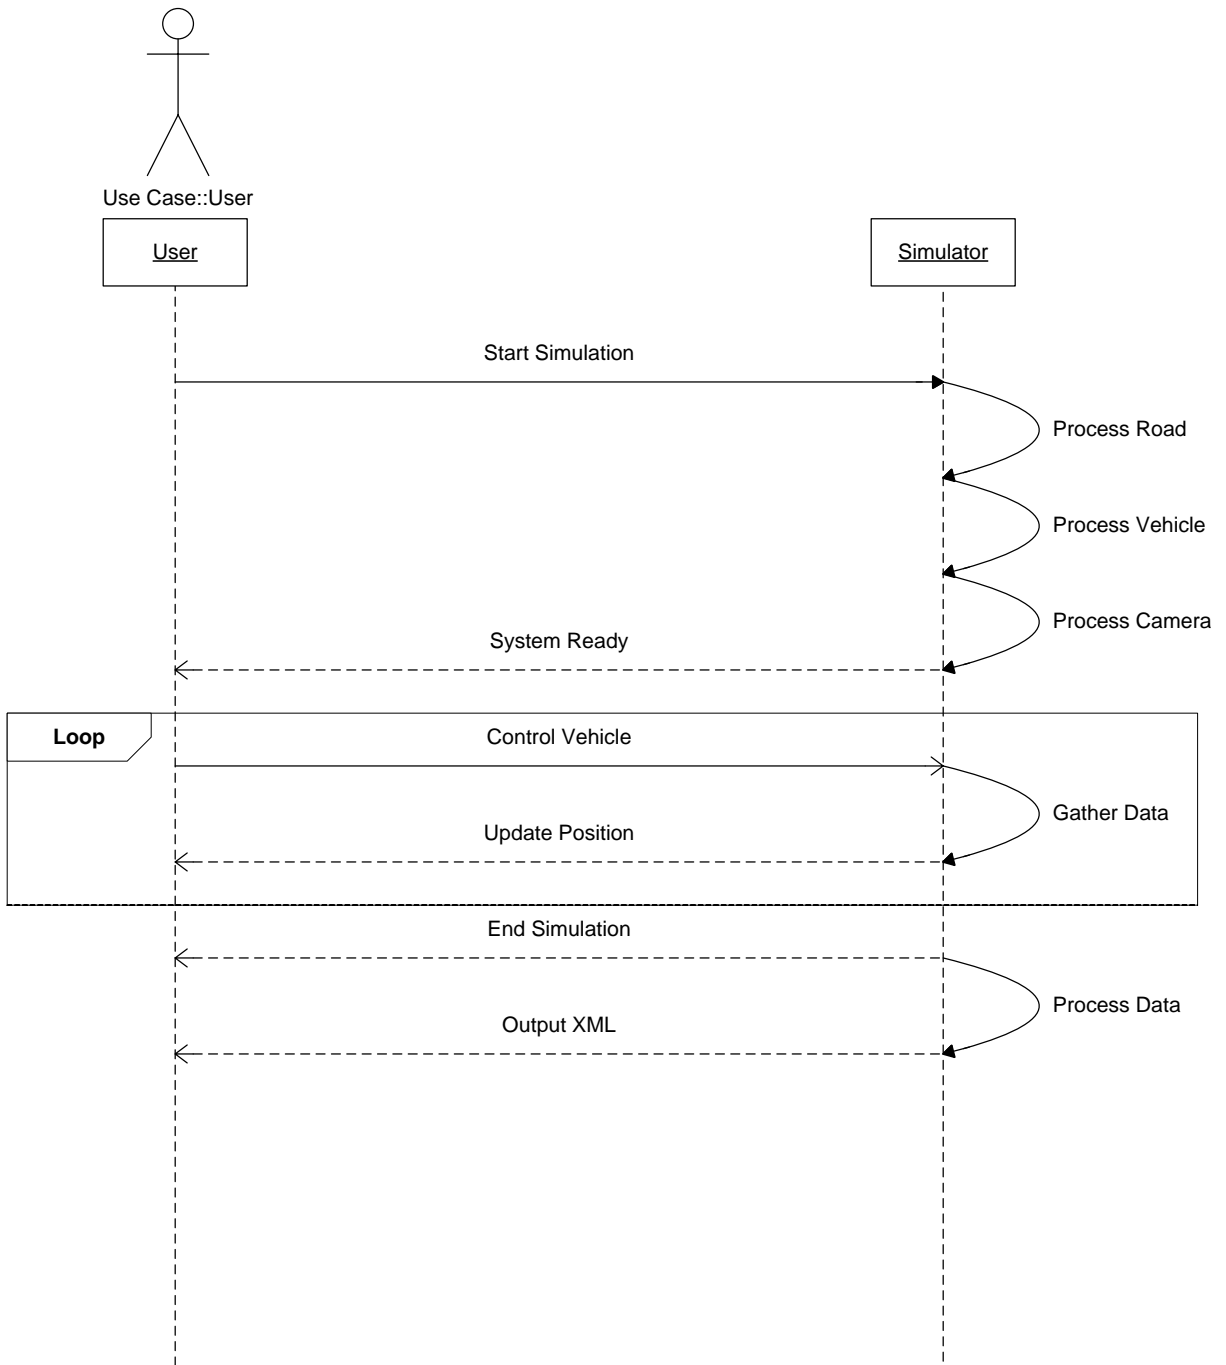 Use Case::User
User
Simulator
Start Simulation
Process Road
Process Vehicle
Process Camera
System Ready
Loop
Control Vehicle
Gather Data
Update Position
End Simulation
Process Data
Output XML